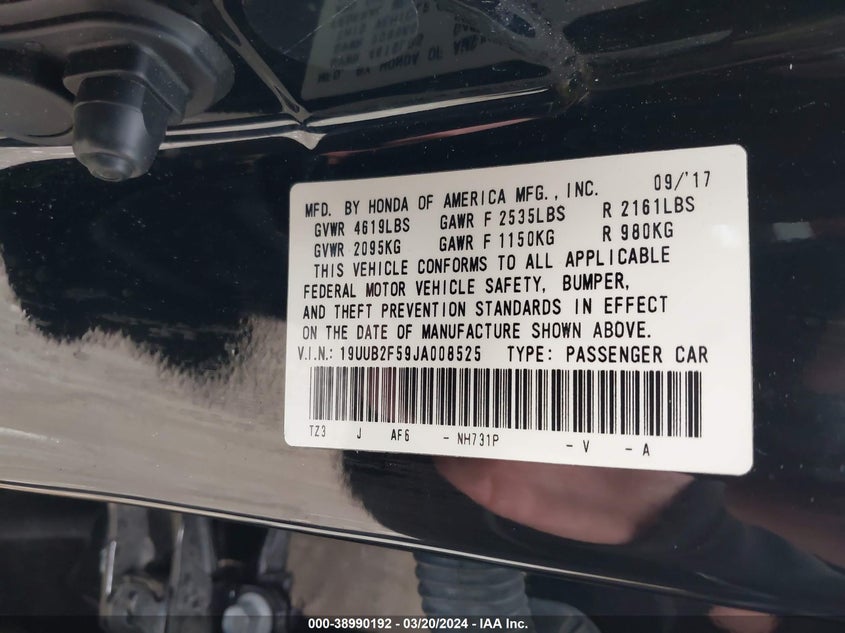 MFD. BY HONDA OF AMERICA MFG., INC. 09/'17
GVWR 4619LBS GAWR F 2535LBS R 2161LBS
GVWR 2095KG GAWR F 1150KG R 980KG
THIS VEHICLE CONFORMS TO ALL APPLICABLE
FEDERAL MOTOR VEHICLE SAFETY, BUMPER,
AND THEFT PREVENTION STANDARDS IN EFFECT
ON THE DATE OF MANUFACTURE SHOWN ABOVE.
V.I.N.: 19UUB2F59JA008525 TYPE: PASSENGER CAR
TZ3 J AF6 - NH731P - V - A
000-38990192 - 03/20/2024 - IAA Inc.